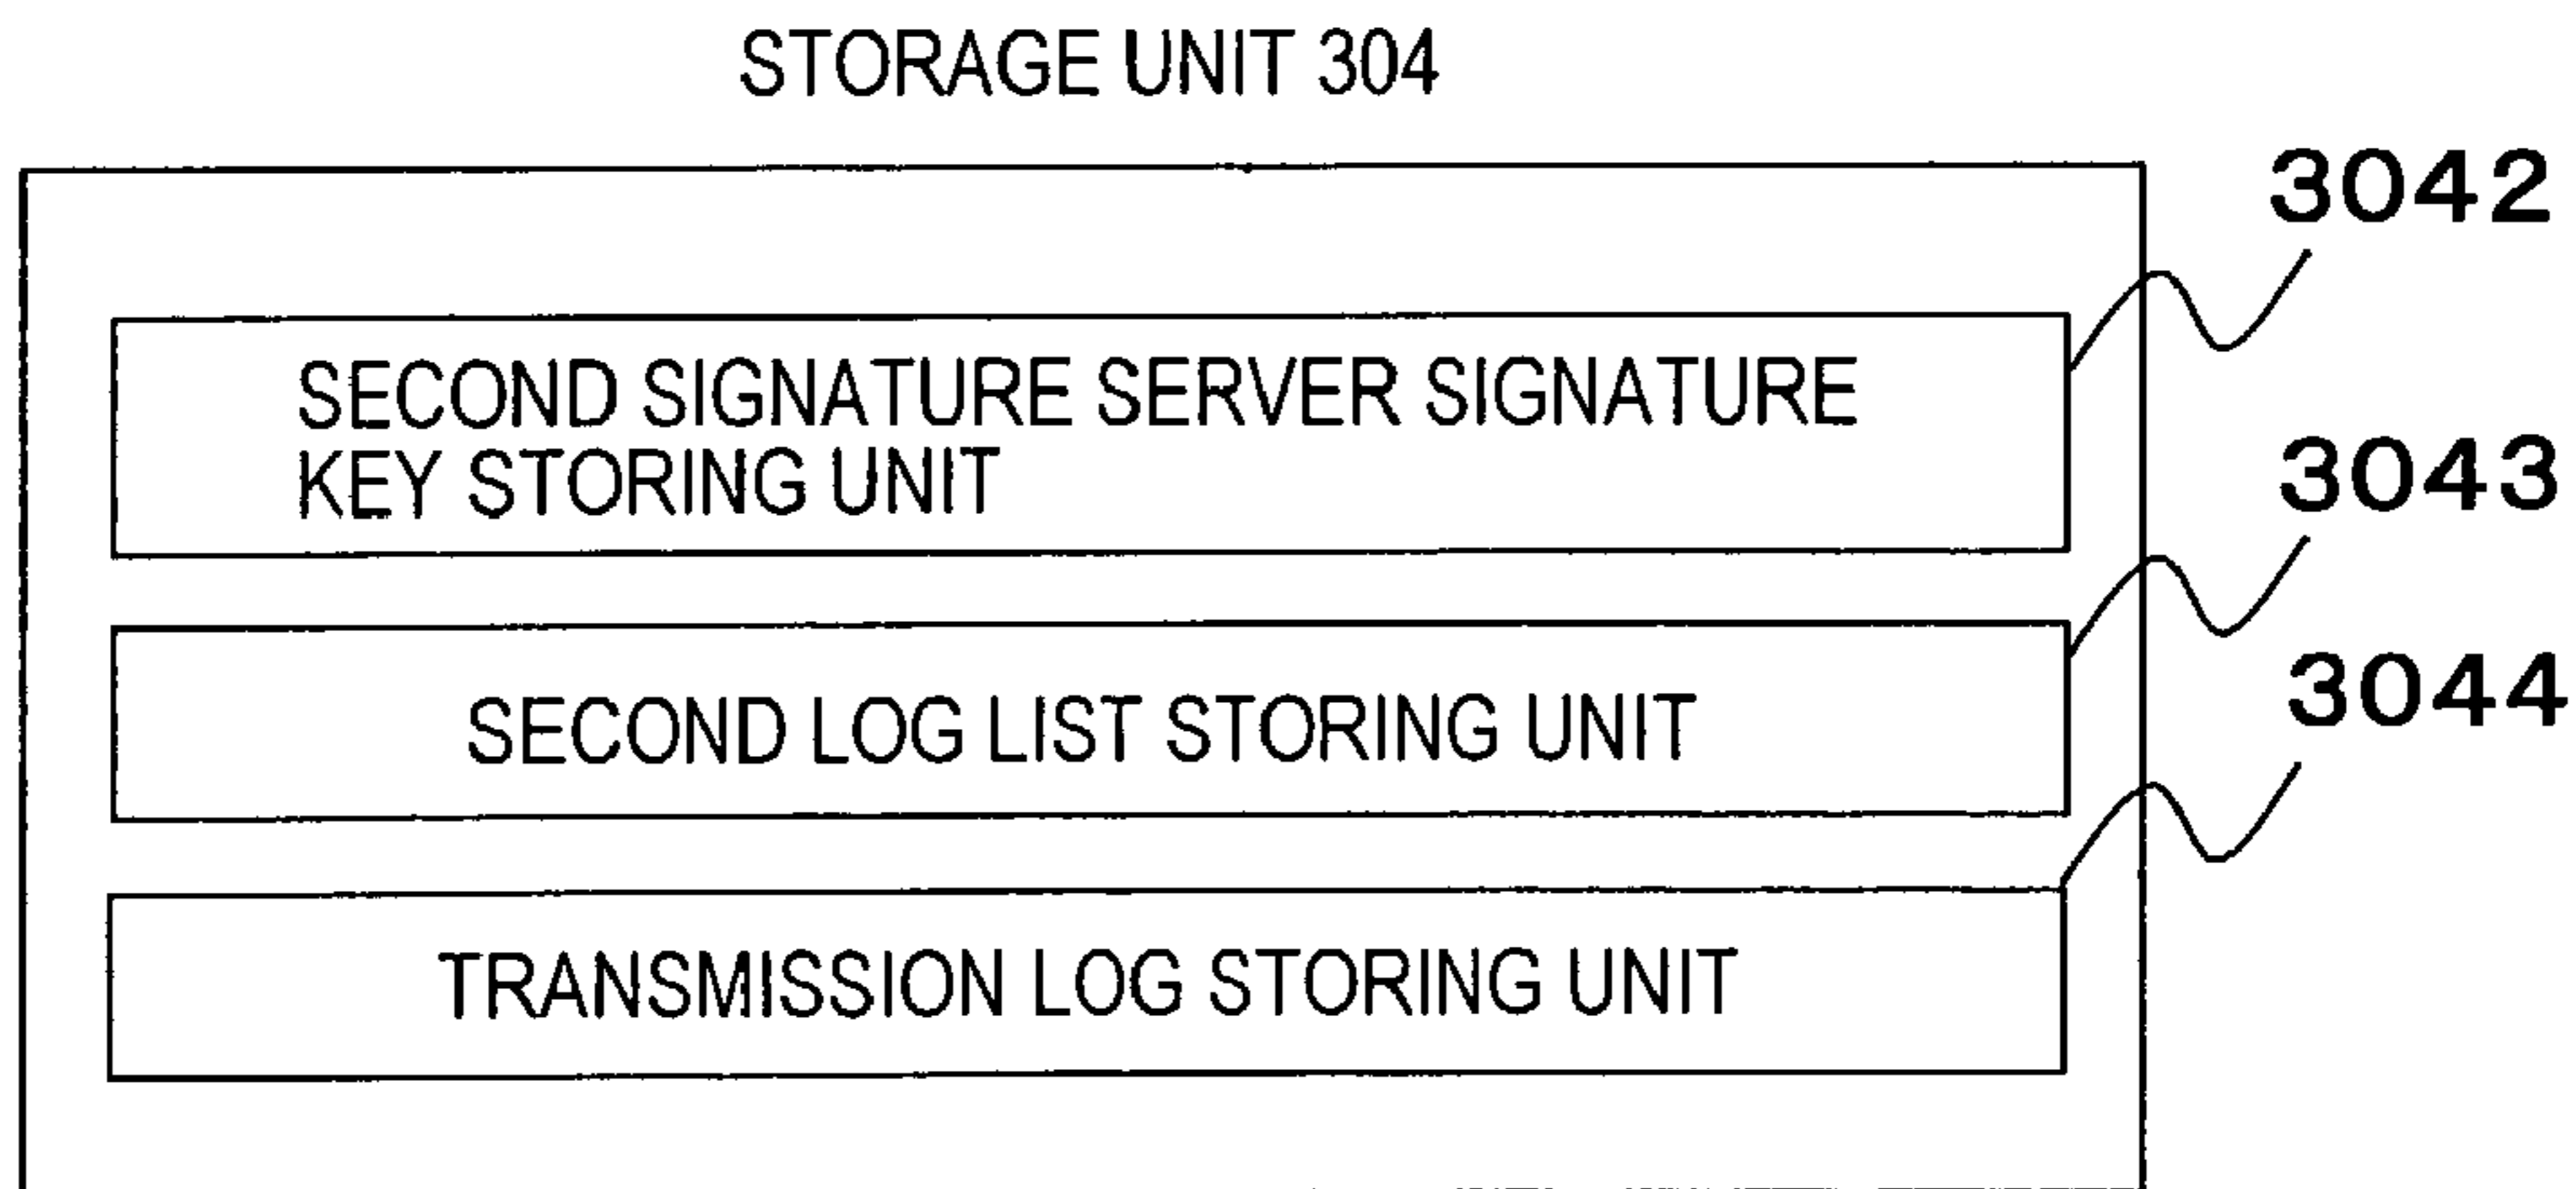 STORAGE UNIT 304
3042
SECOND SIGNATURE SERVER SIGNATURE
KEY STORING UNIT
3043
SECOND LOG LIST STORING UNIT
3044
TRANSMISSION LOG STORING UNIT